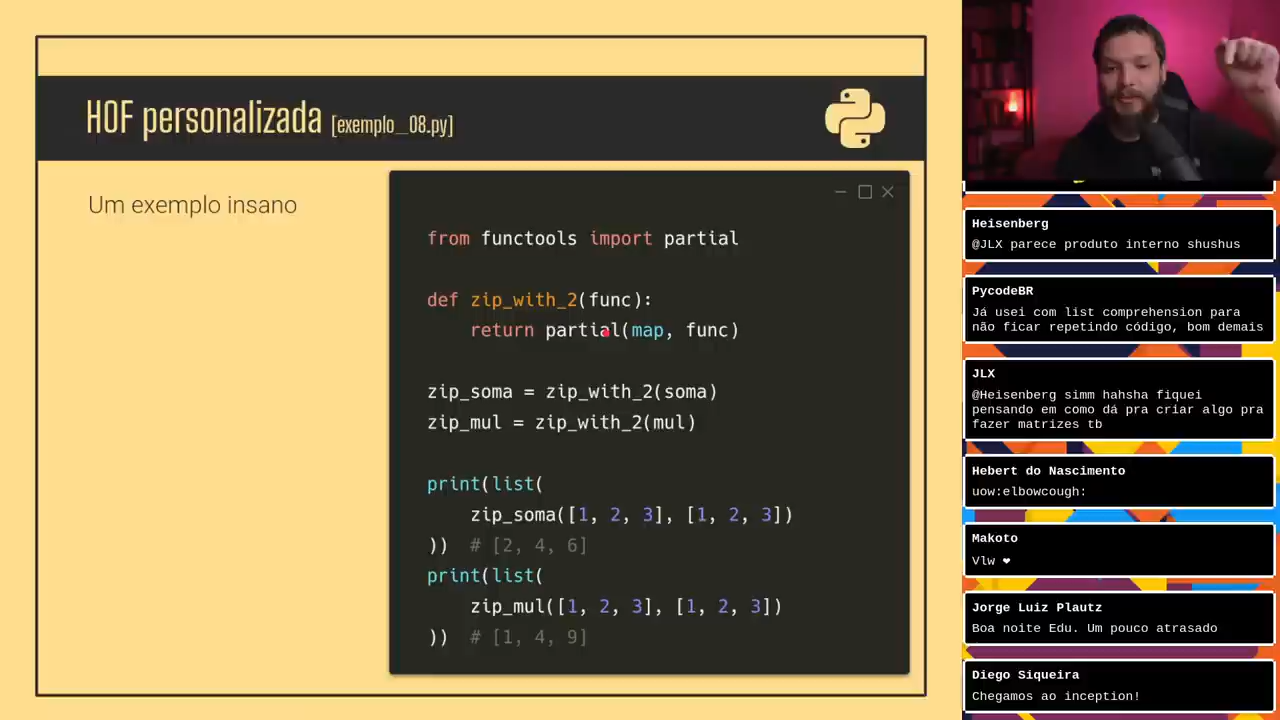 HOF personalizada [exemplo_08.py]
Um exemplo insano
from functools import partial
def zip_with_2(func):
return partial(map, func)
zip_soma = zip_with_2(soma)
zip_mul = zip_with_2(mul)
print(list(
zip_soma([1, 2, 3], [1, 2, 3])
)) # [2, 4, 6]
print(list(
zip_mul([1, 2, 3], [1, 2, 3])
)) # [1, 4, 9]
Heisenberg
@JLX parece produto interno shushus
PycodeBR
Já usei com list comprehension para
não ficar repetindo código, bom demais
JLX
@Heisenberg simm hahsha fiquei
pensando em como dá pra criar algo pra
fazer matrizes tb
Hebert do Nascimento
uow:elbowcough:
Makoto
Vlw ❤
Jorge Luiz Plautz
Boa noite Edu. Um pouco atrasado
Diego Siqueira
Chegamos ao inception!